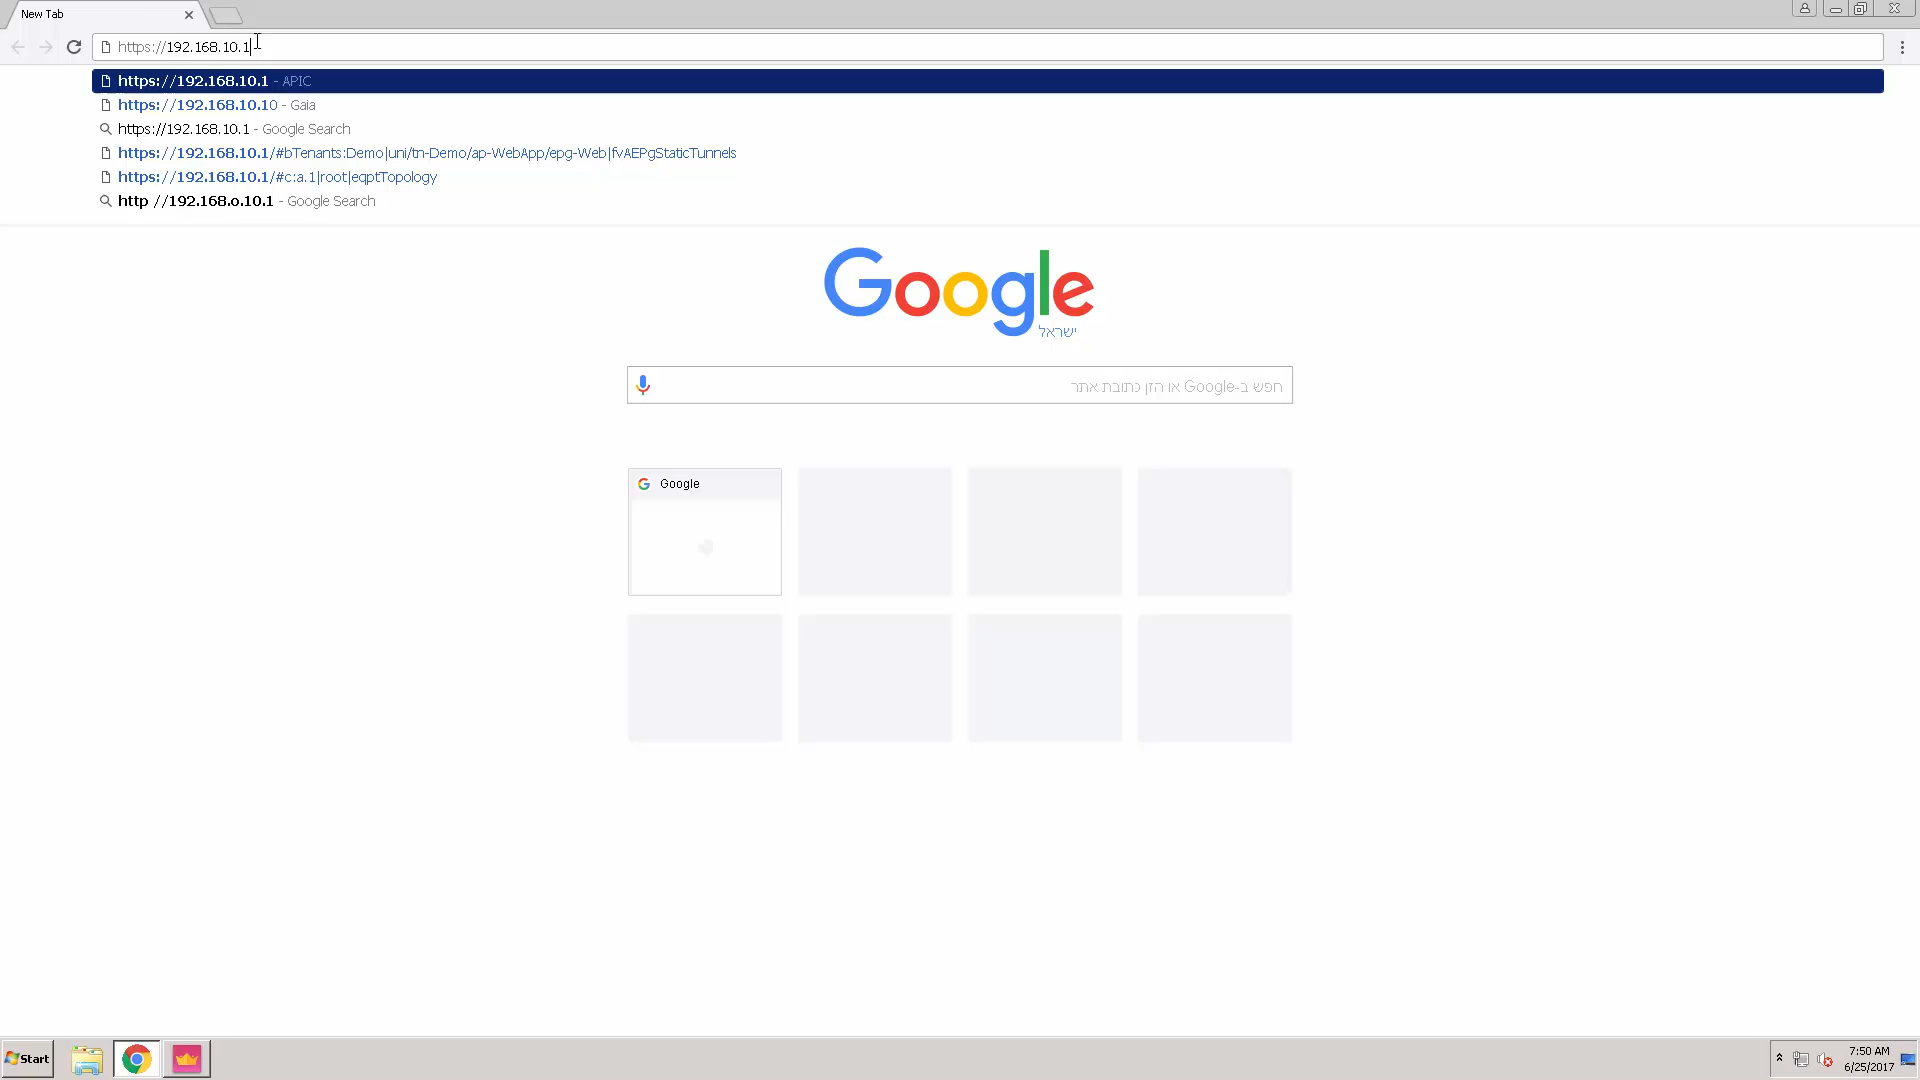 New Tab
https://192.168.10.1
https://192.168.10.1 - APIC
https://192.168.10.10 - Gaia
https://192.168.10.1 - Google Search
https://192.168.10.1/#bTenants:Demo|uni/tn-Demo/ap-WebApp/epg-Web|fvAEPgStaticTunnels
https://192.168.10.1/#c:a.1|root|eqptTopology
http //192.168.o.10.1 - Google Search
Google
ישראל
חפש ב-Google או הזן כתובת אתר
Google
Start
7:50 AM
6/25/2017